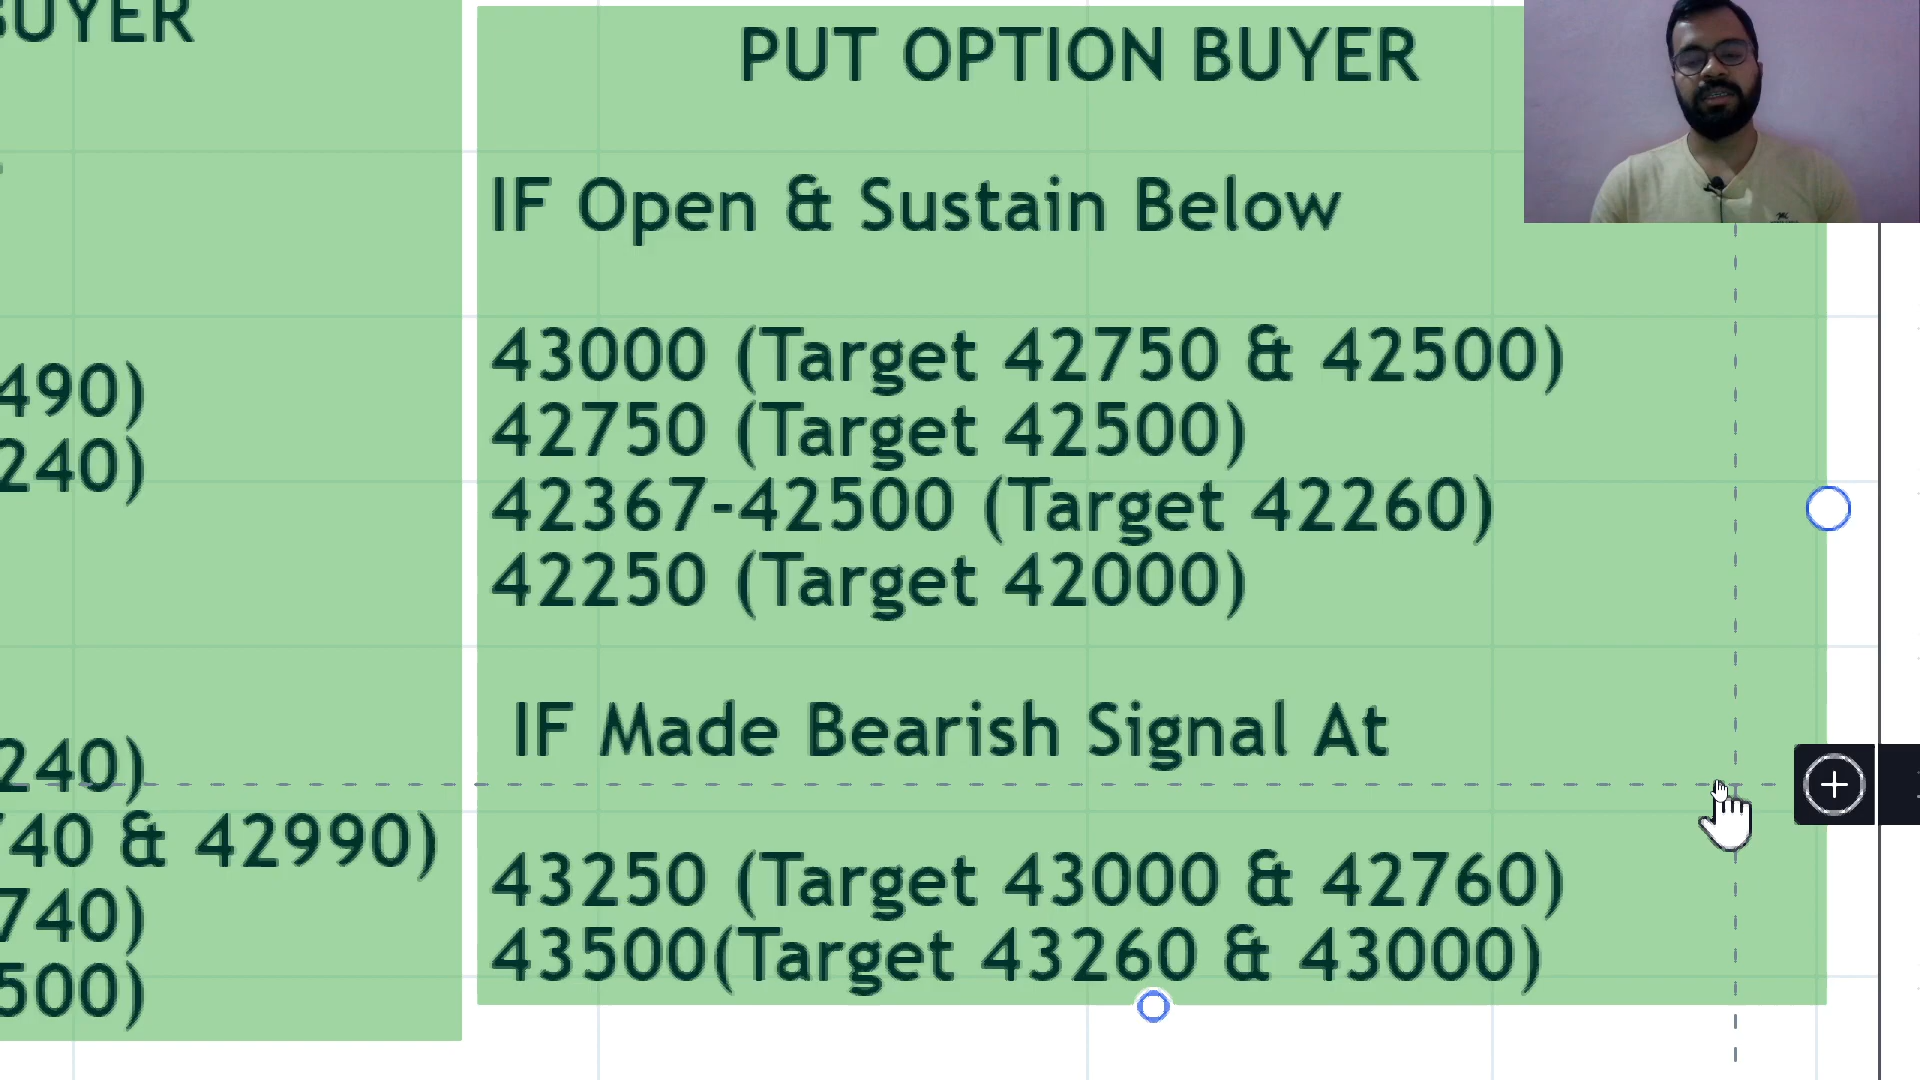 BUYER
490)
240)
240)
740 & 42990)
740)
500)
PUT OPTION BUYER
IF Open & Sustain Below
43000 (Target 42750 & 42500)
42750 (Target 42500)
42367-42500 (Target 42260)
42250 (Target 42000)
IF Made Bearish Signal At
43250 (Target 43000 & 42760)
43500(Target 43260 & 43000)